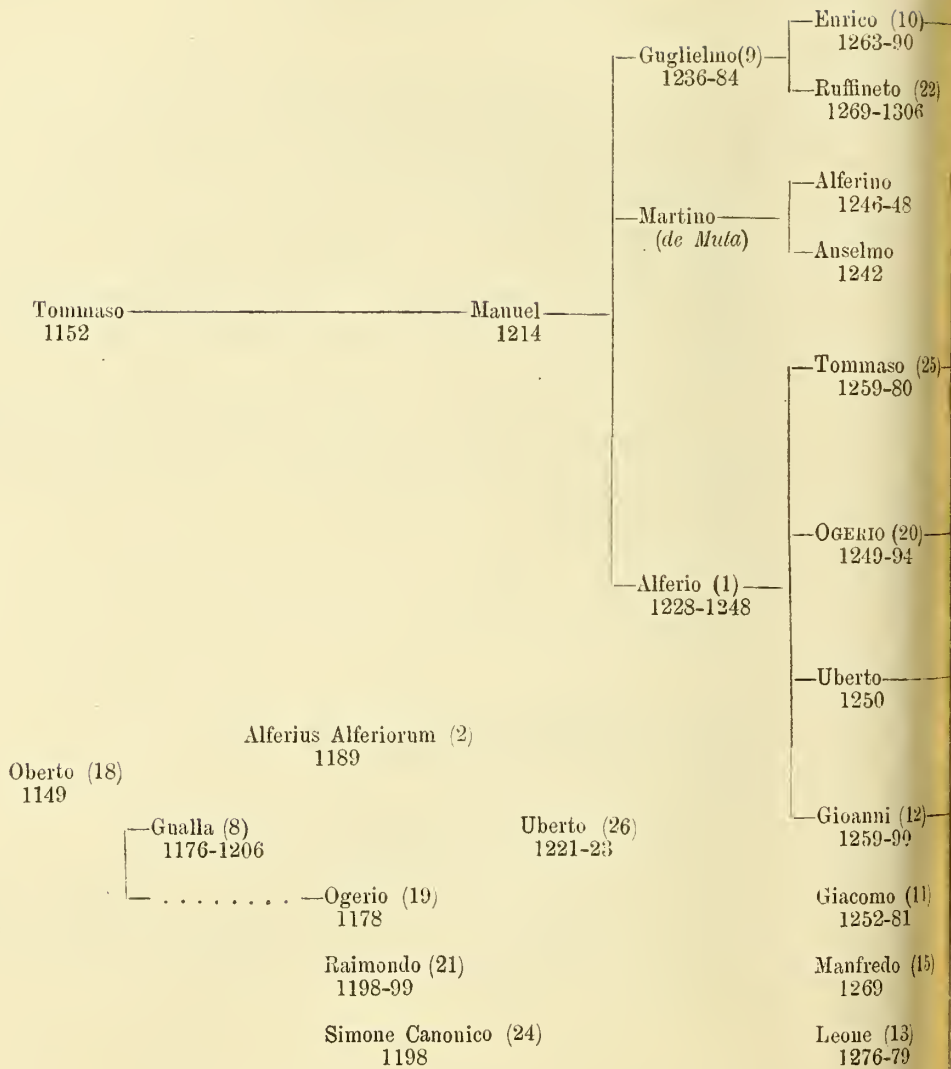 Enrico (10)
1263-90
Guglielmo (9)
1236-84
Ruffineto (22)
1269-1306
Alferino
1246-48
Martino
(de Muta)
Anselmo
1242
Tommaso
1152
Manuel
1214
Tommaso (25)
1259-80
OGERIO (20)
1249-94
Alferio (1)
1228-1248
Uberto
1250
Alferius Alferiorum (2)
1189
Oberto (18)
1149
Gualla (8)
1176-1206
Uberto (26)
1221-23
Gioanni (12)
1259-99
Ogerio (19)
1178
Giacomo (11)
1252-81
Raimondo (21)
1198-99
Manfredo (15)
1269
Simone Canonico (24)
1198
Leone (13)
1276-79